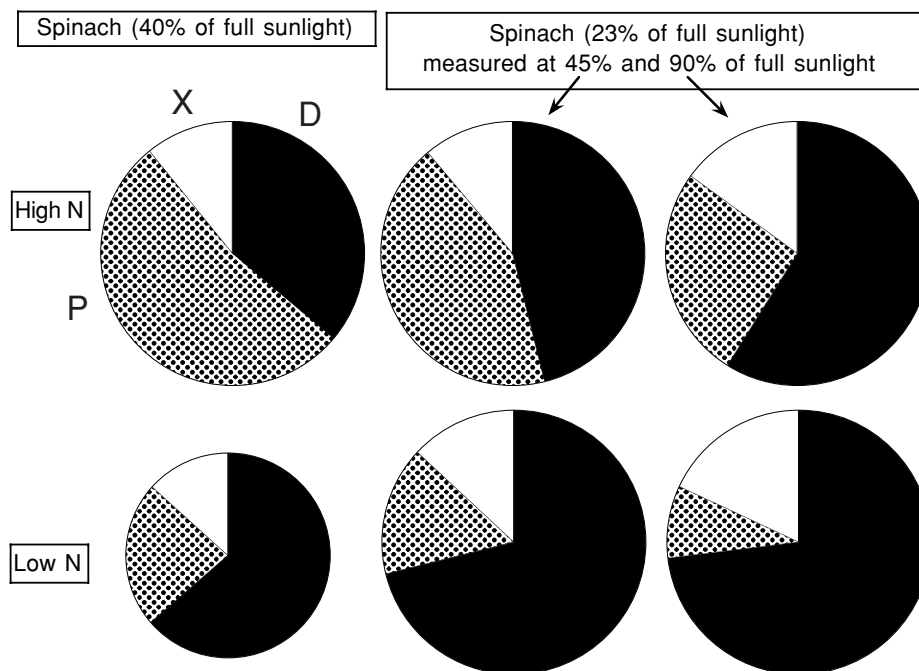 Spinach (40% of full sunlight)
Spinach (23% of full sunlight)
measured at 45% and 90% of full sunlight
X
D
High N
P
Low N